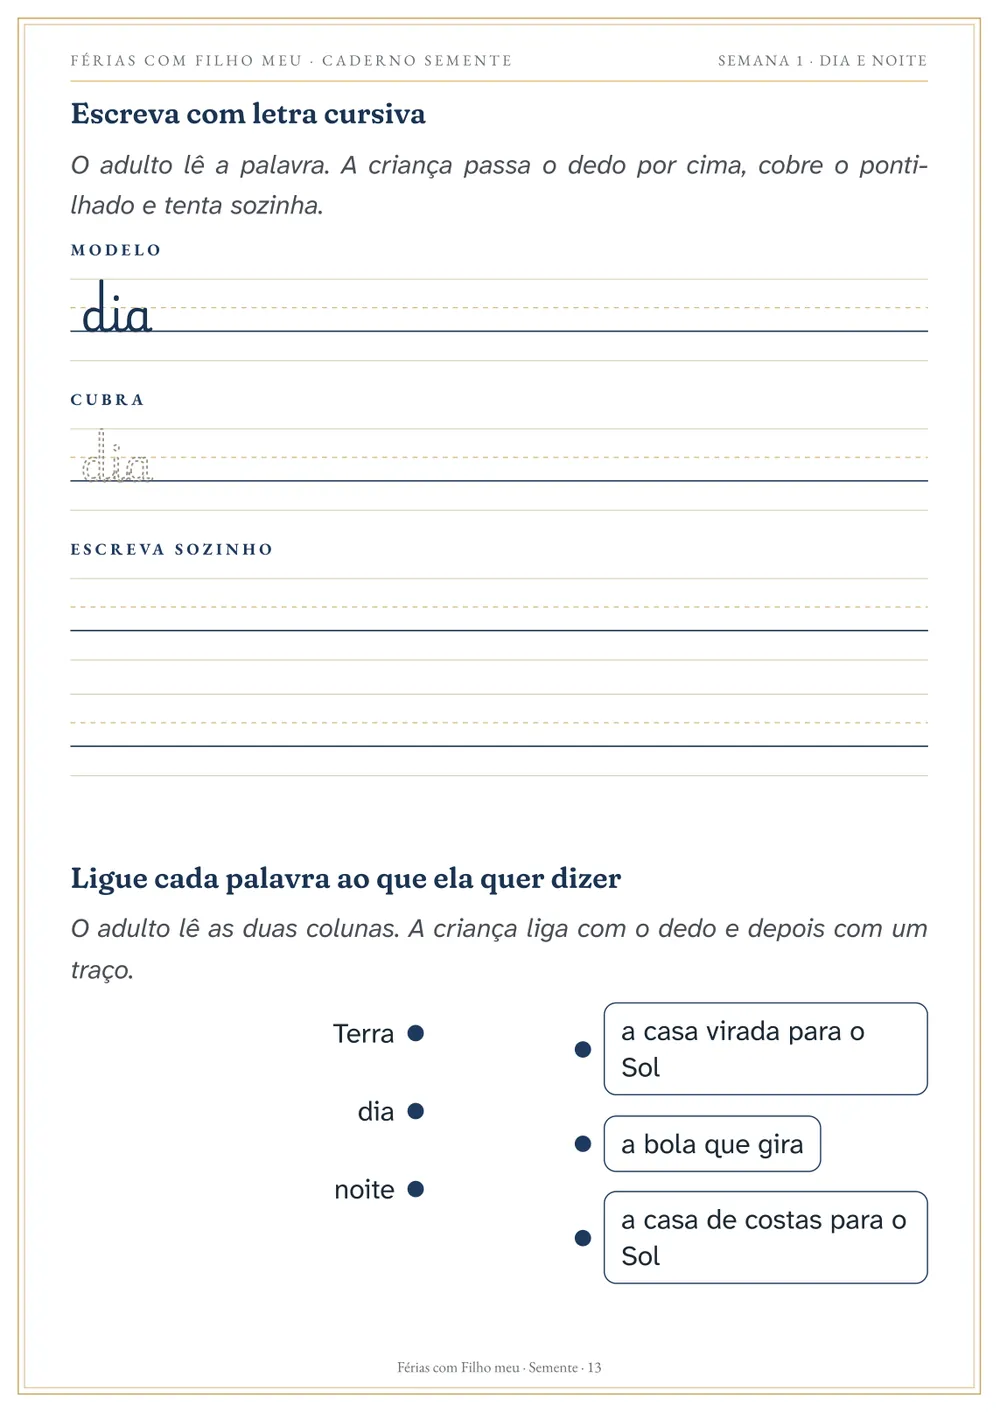 FÉRIAS COM FILHO MEU · CADERNO SEMENTE
SEMANA 1 · DIA E NOITE
Escreva com letra cursiva
O adulto lê a palavra. A criança passa o dedo por cima, cobre o ponti-
lhado e tenta sozinha.
MODELO
dia
CUBRA
dia
ESCREVA SOZINHO
Ligue cada palavra ao que ela quer dizer
O adulto lê as duas colunas. A criança liga com o dedo e depois com um
traço.
Terra
dia
noite
a casa virada para o
Sol
a bola que gira
a casa de costas para o
Sol
Férias com Filho meu · Semente · 13